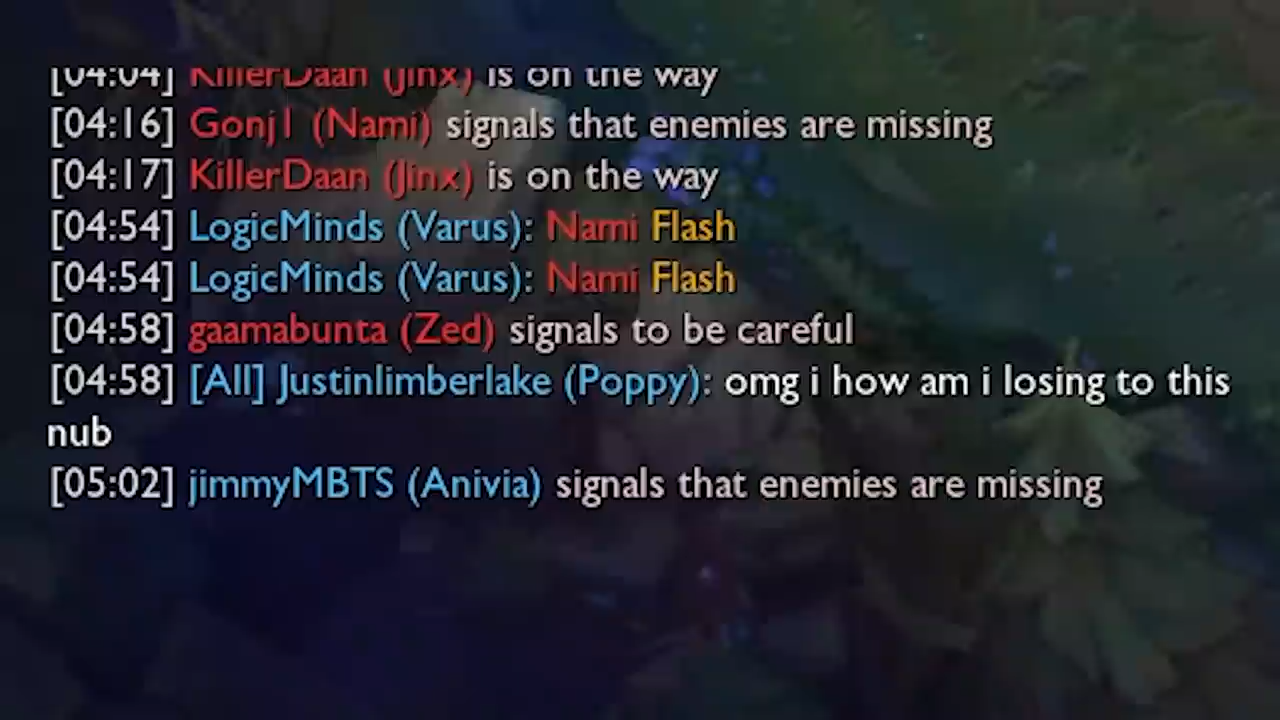 [04:04] KillerDaan (Jinx) is on the way
[04:16] Gonj1 (Nami) signals that enemies are missing
[04:17] KillerDaan (Jinx) is on the way
[04:54] LogicMinds (Varus): Nami Flash
[04:54] LogicMinds (Varus): Nami Flash
[04:58] gaamabunta (Zed) signals to be careful
[04:58] [All] Justinlimberlake (Poppy): omg i how am i losing to this
nub
[05:02] jimmyMBTS (Anivia) signals that enemies are missing